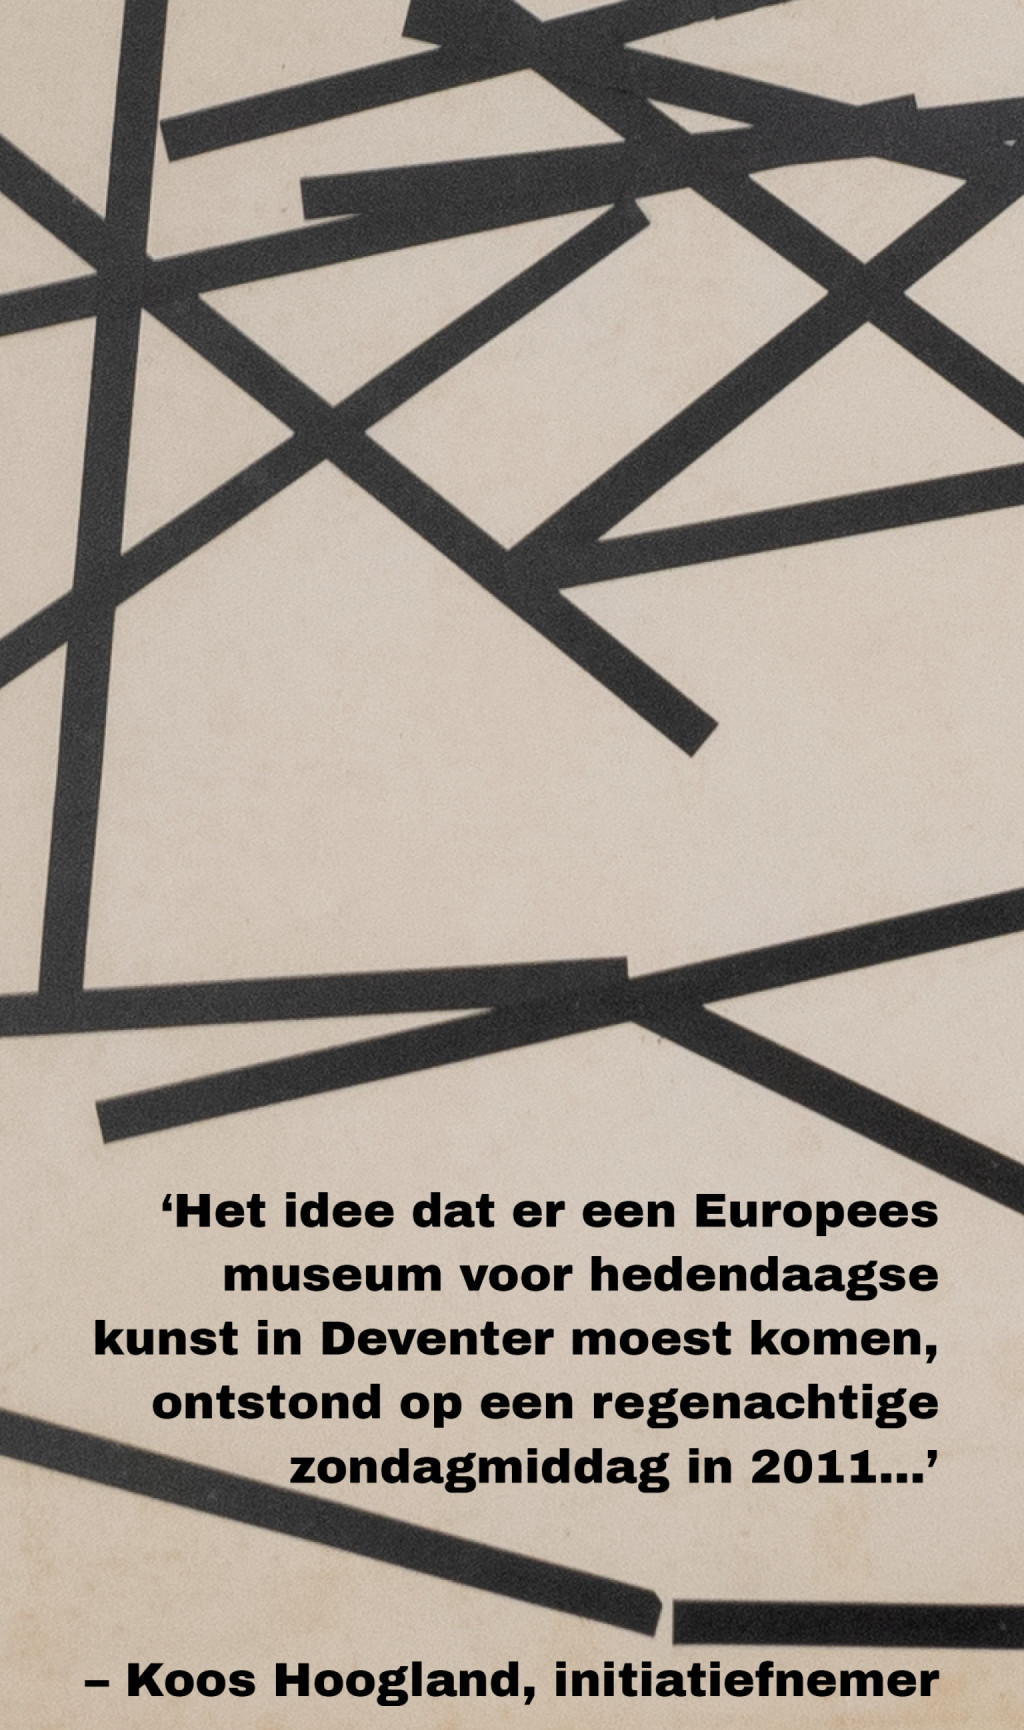 ‘Het idee dat er een Europees
museum voor hedendaagse
kunst in Deventer moest komen,
ontstond op een regenachtige
zondagmiddag in 2011...’
– Koos Hoogland, initiatiefnemer